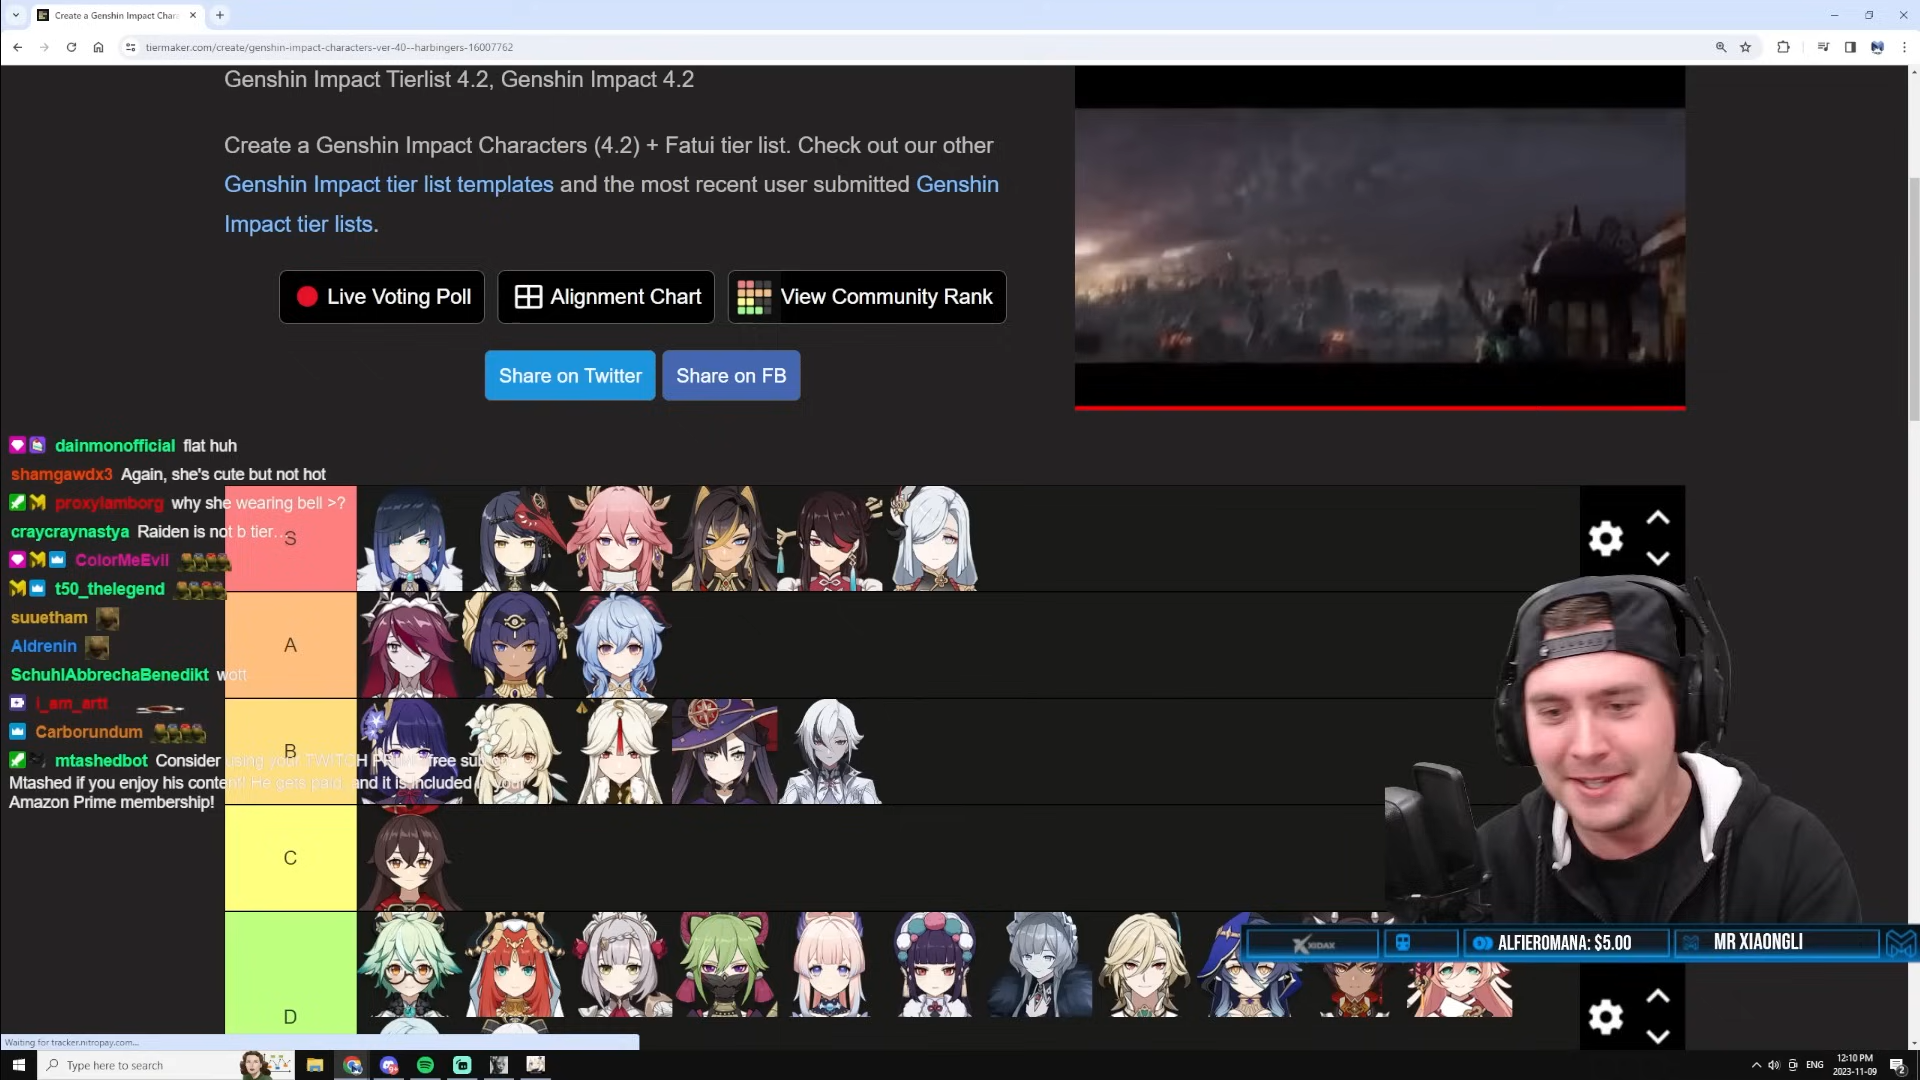 Create a Genshin Impact Char
tiermaker.com/create/genshin-impact-characters-ver-40--harbingers-16007762
Genshin Impact Tierlist 4.2, Genshin Impact 4.2
Create a Genshin Impact Characters (4.2) + Fatui tier list. Check out our other
Genshin Impact tier list templates and the most recent user submitted Genshin
Impact tier lists.
Live Voting Poll
Alignment Chart
View Community Rank
Share on Twitter
Share on FB
dainmonofficial flat huh
shamgawdx3 Again, she's cute but not hot
proxylamborg why she wearing bell >?
craycraynastya Raiden is not b tier...
ColorMeEvil
t50_thelegend
suuetham
Aldrenin
SchuhlAbbrechaBenedikt wott
i_am_artt
Carborundum
mtashedbot Consider using your TWITCH PRIME free sub on
Mtashed if you enjoy his content! He gets paid, and it is included in your
Amazon Prime membership!
S
A
B
C
D
XIDAX
ALFIEROMANA: $5.00
MR XIAONGLI
Waiting for tracker.nitropay.com...
Type here to search
ENG
12:10 PM
2023-11-09
2